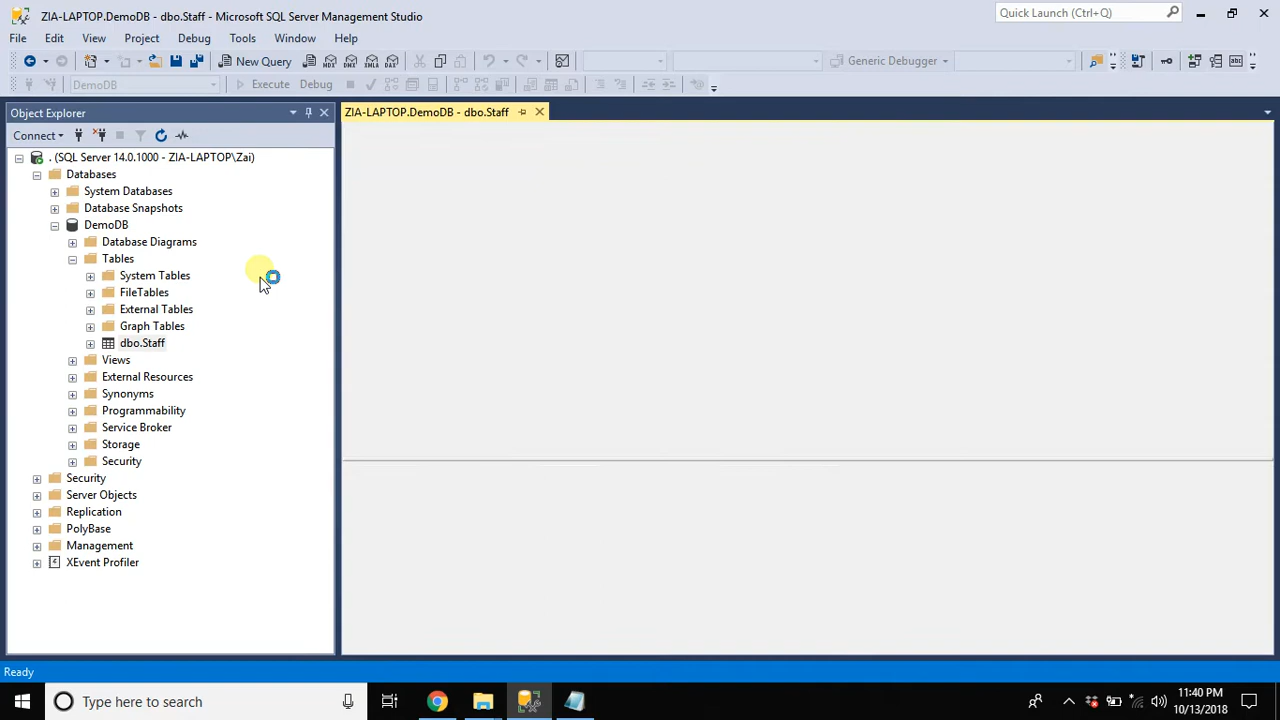 ZIA-LAPTOP.DemoDB - dbo.Staff - Microsoft SQL Server Management Studio
Quick Launch (Ctrl+Q)
File Edit View Project Debug Tools Window Help
New Query MDX DMX XMLA DAX Generic Debugger
DemoDB Execute Debug
Object Explorer
ZIA-LAPTOP.DemoDB - dbo.Staff
Connect
. (SQL Server 14.0.1000 - ZIA-LAPTOP\Zai)
Databases
System Databases
Database Snapshots
DemoDB
Database Diagrams
Tables
System Tables
FileTables
External Tables
Graph Tables
dbo.Staff
Views
External Resources
Synonyms
Programmability
Service Broker
Storage
Security
Security
Server Objects
Replication
PolyBase
Management
XEvent Profiler
Ready
Type here to search
11:40 PM
10/13/2018